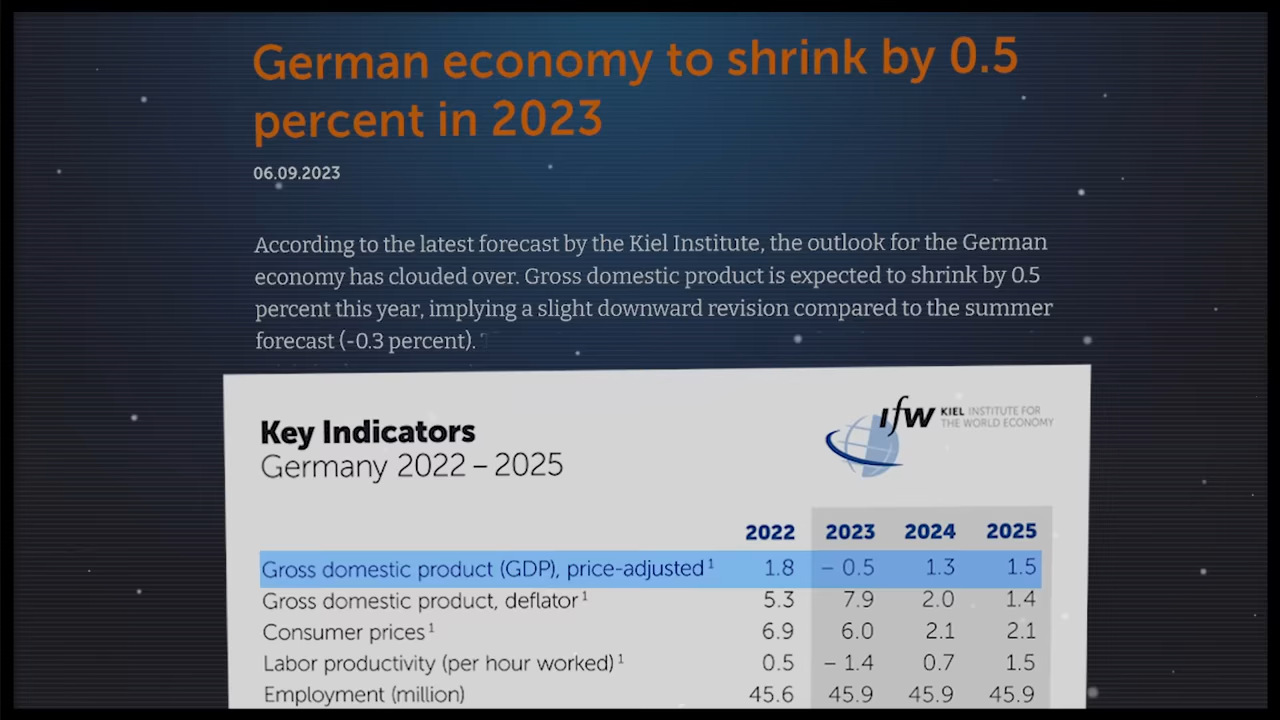 German economy to shrink by 0.5
percent in 2023
06.09.2023
According to the latest forecast by the Kiel Institute, the outlook for the German
economy has clouded over. Gross domestic product is expected to shrink by 0.5
percent this year, implying a slight downward revision compared to the summer
forecast (-0.3 percent).
Key Indicators
Germany 2022 – 2025
ifw KIEL INSTITUTE FOR
THE WORLD ECONOMY
2022 2023 2024 2025
Gross domestic product (GDP), price-adjusted¹ 1.8 – 0.5 1.3 1.5
Gross domestic product, deflator¹ 5.3 7.9 2.0 1.4
Consumer prices¹ 6.9 6.0 2.1 2.1
Labor productivity (per hour worked)¹ 0.5 – 1.4 0.7 1.5
Employment (million) 45.6 45.9 45.9 45.9